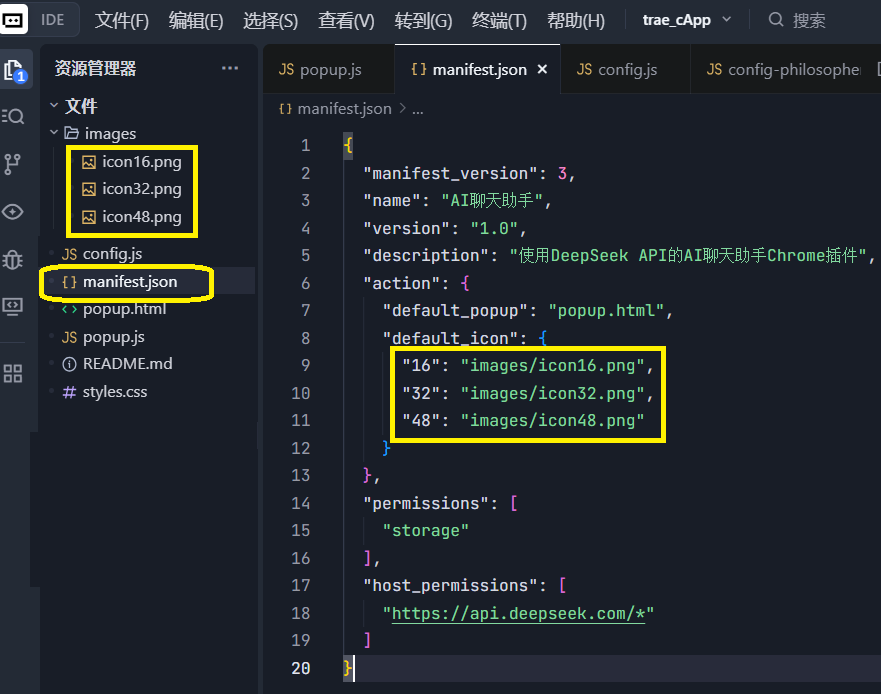 IDE 文件(F) 编辑(E) 选择(S) 查看(V) 转到(G) 终端(T) 帮助(H) trae_cApp 搜索
1
资源管理器 ···
文件
images
icon16.png
icon32.png
icon48.png
JS config.js
{} manifest.json
<> popup.html
JS popup.js
README.md
# styles.css
JS popup.js {} manifest.json × JS config.js JS config-philosopher
{} manifest.json > ...
1 {
2 "manifest_version": 3,
3 "name": "AI聊天助手",
4 "version": "1.0",
5 "description": "使用DeepSeek API的AI聊天助手Chrome插件",
6 "action": {
7 "default_popup": "popup.html",
8 "default_icon": {
9 "16": "images/icon16.png",
10 "32": "images/icon32.png",
11 "48": "images/icon48.png"
12 }
13 },
14 "permissions": [
15 "storage"
16 ],
17 "host_permissions": [
18 "https://api.deepseek.com/*"
19 ]
20 }